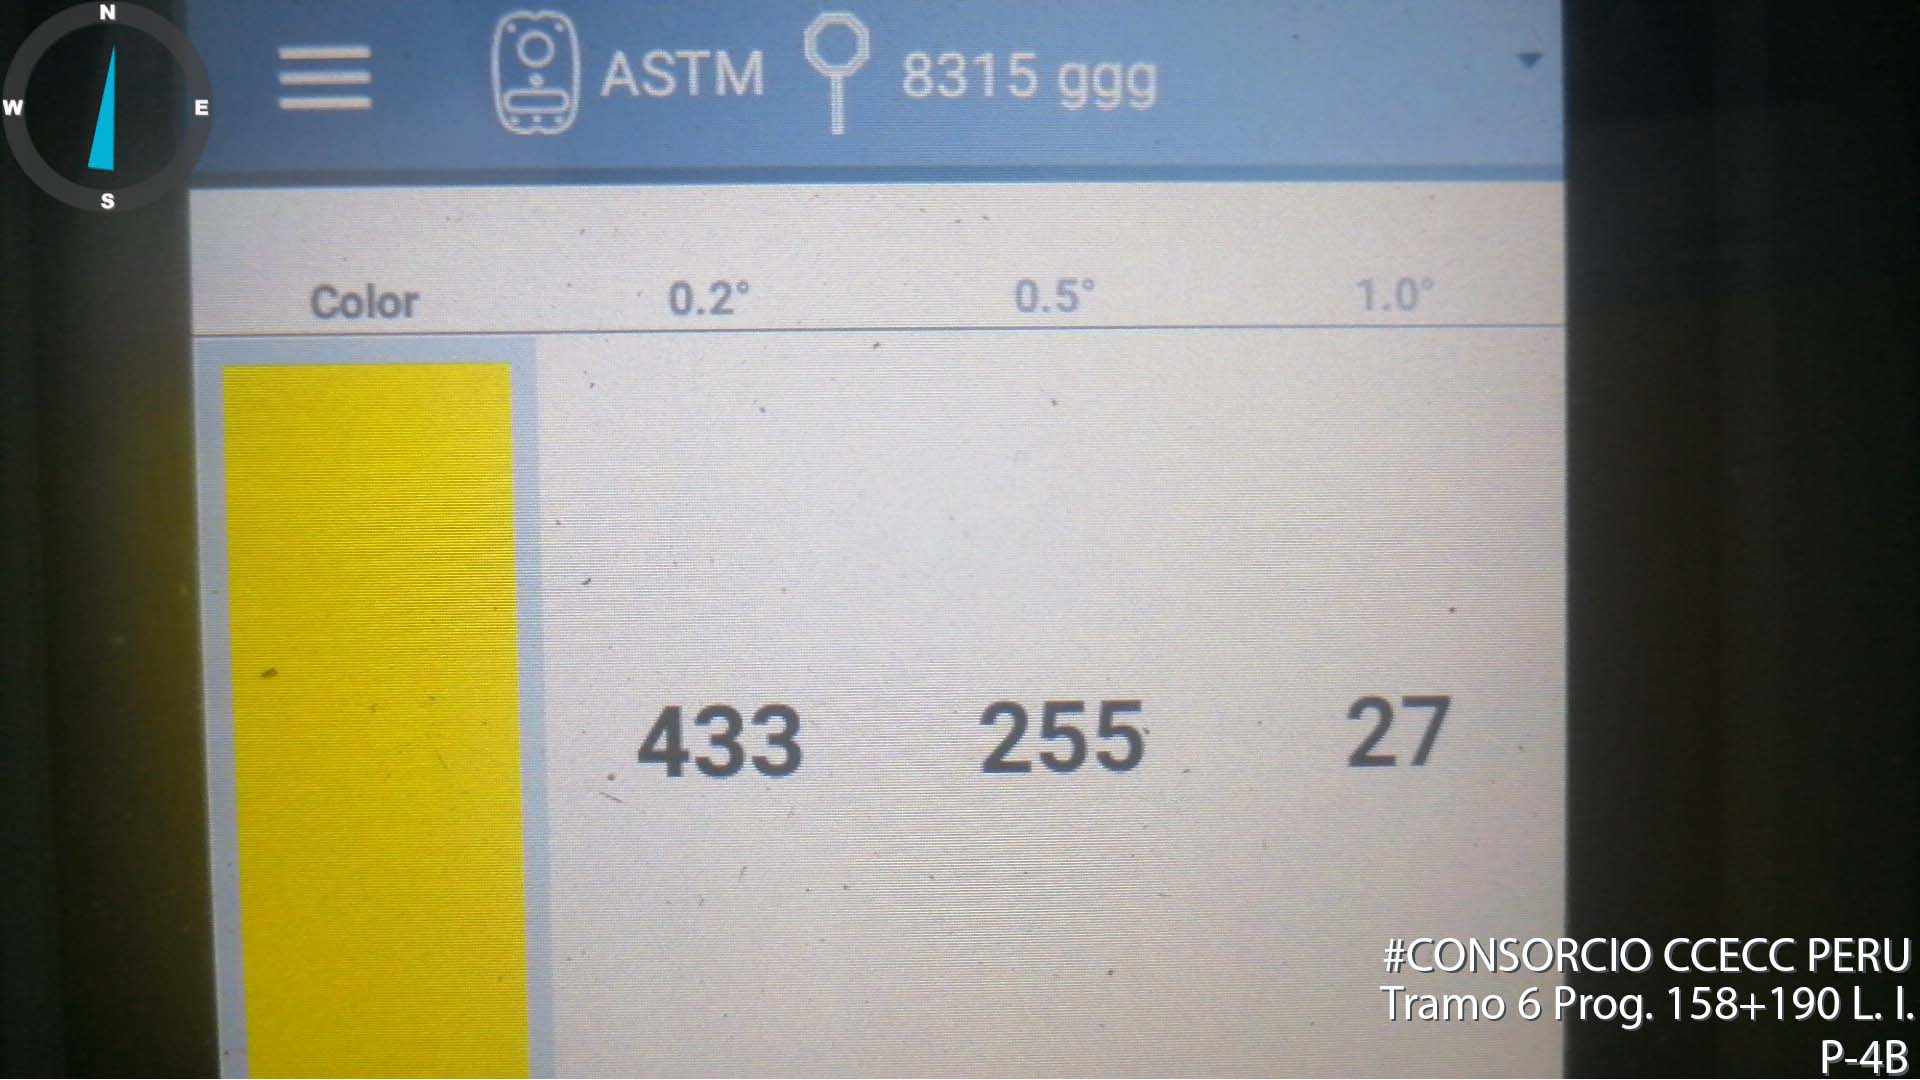 N
W E
S
ASTM 8315 ggg
Color 0.2° 0.5° 1.0°
433 255 27
#CONSORCIO CCECC PERU
Tramo 6 Prog. 158+190 L. I.
P-4B